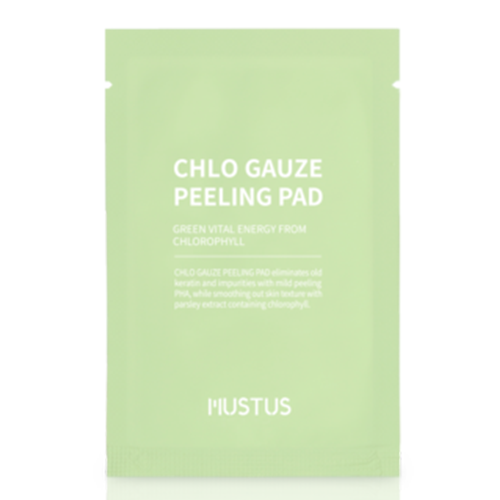 CHLO GAUZE
PEELING PAD
GREEN VITAL ENERGY FROM
CHLOROPHYLL
CHLO GAUZE PEELING PAD eliminates old
keratin and impurities with mild peeling
PHA, while smoothing out skin texture with
parsley extract containing chlorophyll.
MUSTUS